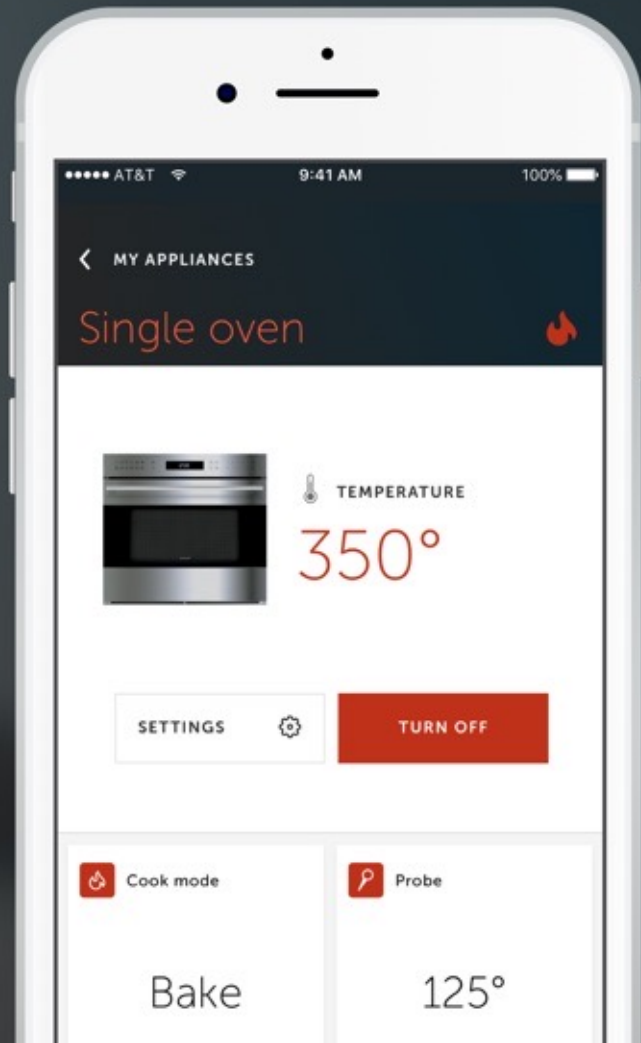 AT&T 9:41 AM 100%
MY APPLIANCES
Single oven
TEMPERATURE
350°
SETTINGS TURN OFF
Cook mode Probe
Bake 125°